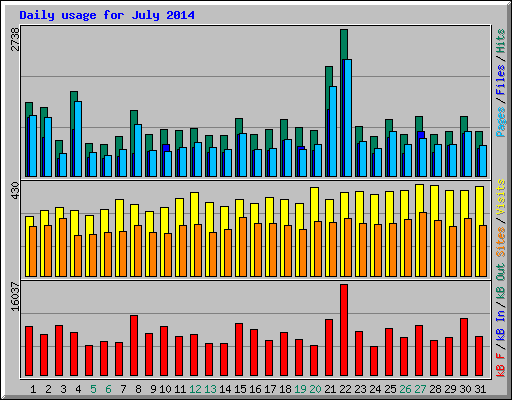 Daily usage for July 2014
2738
Pages / Files / Hits
430
Sites / Visits
16037
kB F / kB In / kB Out
1 2 3 4 5 6 7 8 9 10 11 12 13 14 15 16 17 18 19 20 21 22 23 24 25 26 27 28 29 30 31